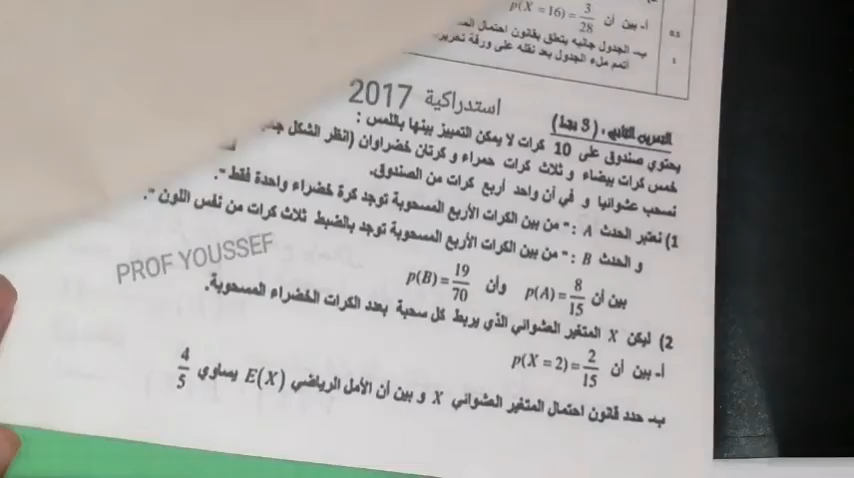 أ- بين أن p(X=16)=3/28
ب- الجدول جانبه يتعلق بقانون احتمال
أتمم ملء الجدول بعد نقله على ورقة
استدراكية 2017
التمرين الثاني : (3 ن)
يحتوي صندوق على 10 كرات لا يمكن التمييز بينها باللمس :
خمس كرات بيضاء و ثلاث كرات حمراء و كرتان خضراوان (انظر الشكل
نسحب عشوائيا و في آن واحد أربع كرات من الصندوق.
1) نعتبر الحدث A : " من بين الكرات الأربع المسحوبة توجد كرة خضراء واحدة فقط ".
و الحدث B : " من بين الكرات الأربع المسحوبة توجد بالضبط ثلاث كرات من نفس اللون ".
PROF YOUSSEF
بين أن p(A)=8/15 وأن p(B)=19/70
2) ليكن X المتغير العشوائي الذي يربط كل سحبة بعدد الكرات الخضراء المسحوبة.
أ- بين أن p(X=2)=2/15
ب- حدد قانون احتمال المتغير العشوائي X و بين أن الأمل الرياضي E(X) يساوي 4/5